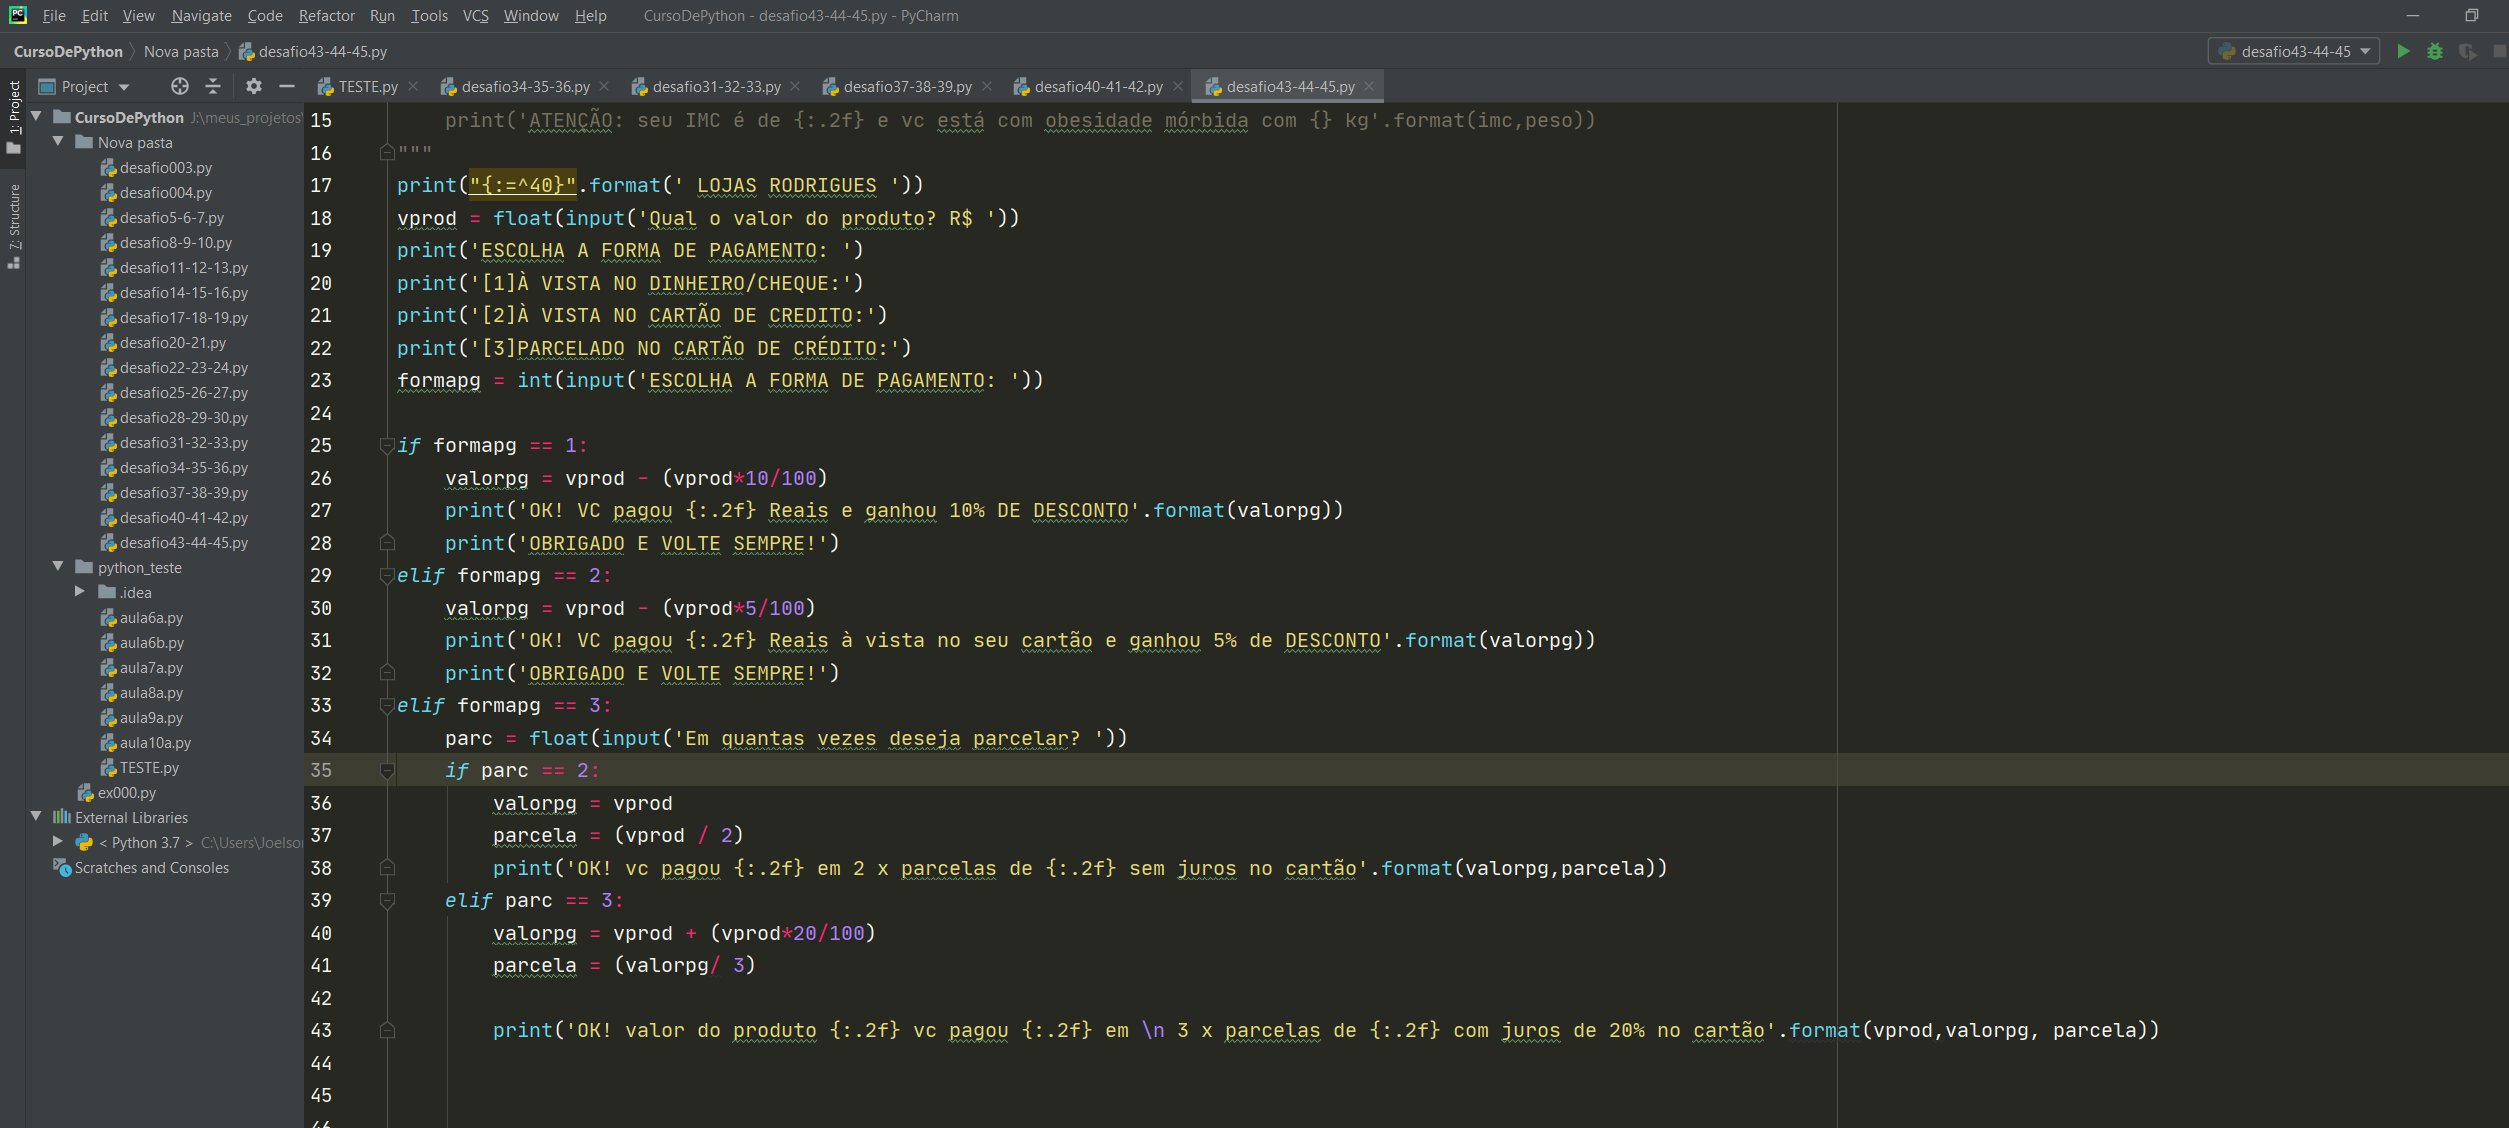 File Edit View Navigate Code Refactor Run Tools VCS Window Help CursoDePython - desafio43-44-45.py - PyCharm
CursoDePython Nova pasta desafio43-44-45.py desafio43-44-45
Project TESTE.py desafio34-35-36.py desafio31-32-33.py desafio37-38-39.py desafio40-41-42.py desafio43-44-45.py
1: Project
7: Structure
CursoDePython J:\meus_projetos\
Nova pasta
desafio003.py
desafio004.py
desafio5-6-7.py
desafio8-9-10.py
desafio11-12-13.py
desafio14-15-16.py
desafio17-18-19.py
desafio20-21.py
desafio22-23-24.py
desafio25-26-27.py
desafio28-29-30.py
desafio31-32-33.py
desafio34-35-36.py
desafio37-38-39.py
desafio40-41-42.py
desafio43-44-45.py
python_teste
.idea
aula6a.py
aula6b.py
aula7a.py
aula8a.py
aula9a.py
aula10a.py
TESTE.py
ex000.py
External Libraries
< Python 3.7 > C:\Users\Joelson
Scratches and Consoles
15 print('ATENÇÃO: seu IMC é de {:.2f} e vc está com obesidade mórbida com {} kg'.format(imc,peso))
16 """
17 print("{:=^40}".format(' LOJAS RODRIGUES '))
18 vprod = float(input('Qual o valor do produto? R$ '))
19 print('ESCOLHA A FORMA DE PAGAMENTO: ')
20 print('[1]À VISTA NO DINHEIRO/CHEQUE:')
21 print('[2]À VISTA NO CARTÃO DE CREDITO:')
22 print('[3]PARCELADO NO CARTÃO DE CRÉDITO:')
23 formapg = int(input('ESCOLHA A FORMA DE PAGAMENTO: '))
24
25 if formapg == 1:
26 valorpg = vprod - (vprod*10/100)
27 print('OK! VC pagou {:.2f} Reais e ganhou 10% DE DESCONTO'.format(valorpg))
28 print('OBRIGADO E VOLTE SEMPRE!')
29 elif formapg == 2:
30 valorpg = vprod - (vprod*5/100)
31 print('OK! VC pagou {:.2f} Reais à vista no seu cartão e ganhou 5% de DESCONTO'.format(valorpg))
32 print('OBRIGADO E VOLTE SEMPRE!')
33 elif formapg == 3:
34 parc = float(input('Em quantas vezes deseja parcelar? '))
35 if parc == 2:
36 valorpg = vprod
37 parcela = (vprod / 2)
38 print('OK! vc pagou {:.2f} em 2 x parcelas de {:.2f} sem juros no cartão'.format(valorpg,parcela))
39 elif parc == 3:
40 valorpg = vprod + (vprod*20/100)
41 parcela = (valorpg/ 3)
42
43 print('OK! valor do produto {:.2f} vc pagou {:.2f} em \n 3 x parcelas de {:.2f} com juros de 20% no cartão'.format(vprod,valorpg, parcela))
44
45